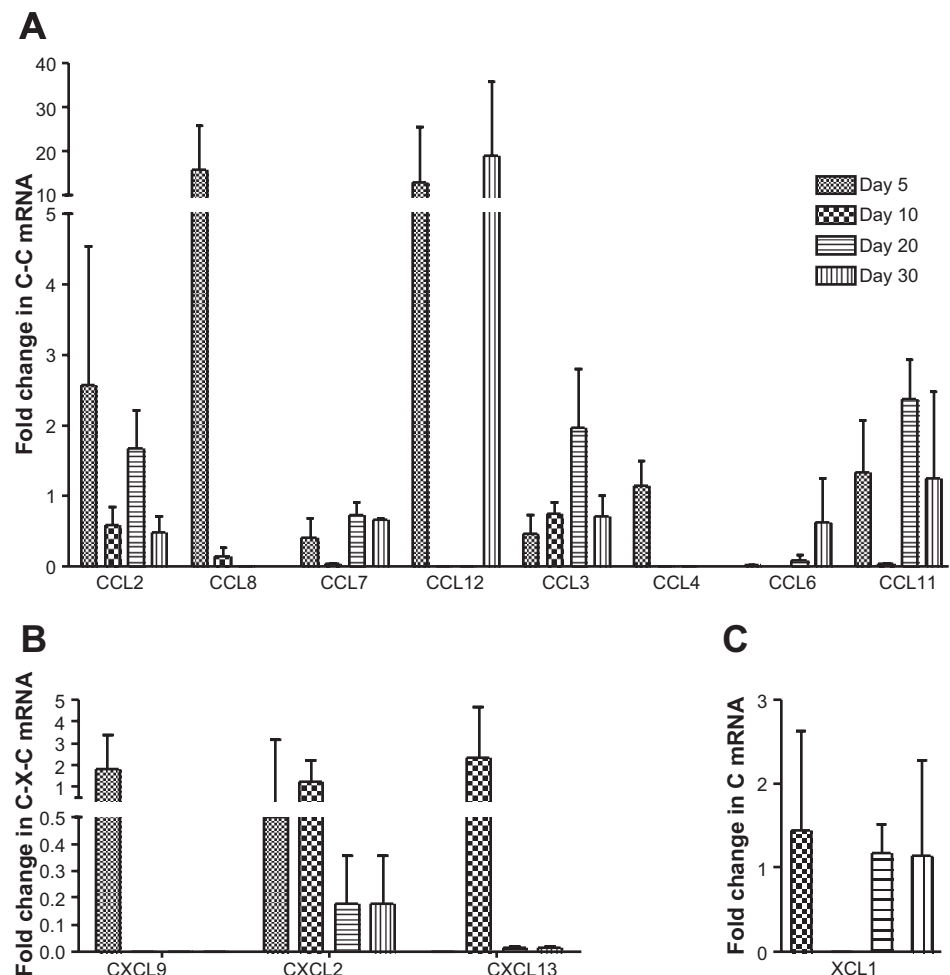 A
Fold change in C-C mRNA
40
30
20
10
5
4
3
2
1
0
CCL2 CCL8 CCL7 CCL12 CCL3 CCL4 CCL6 CCL11
Day 5
Day 10
Day 20
Day 30
B
Fold change in C-X-C mRNA
5
4
3
2
1
0.5
0.4
0.3
0.2
0.1
0.0
CXCL9 CXCL2 CXCL13
C
Fold change in C mRNA
3
2
1
0
XCL1